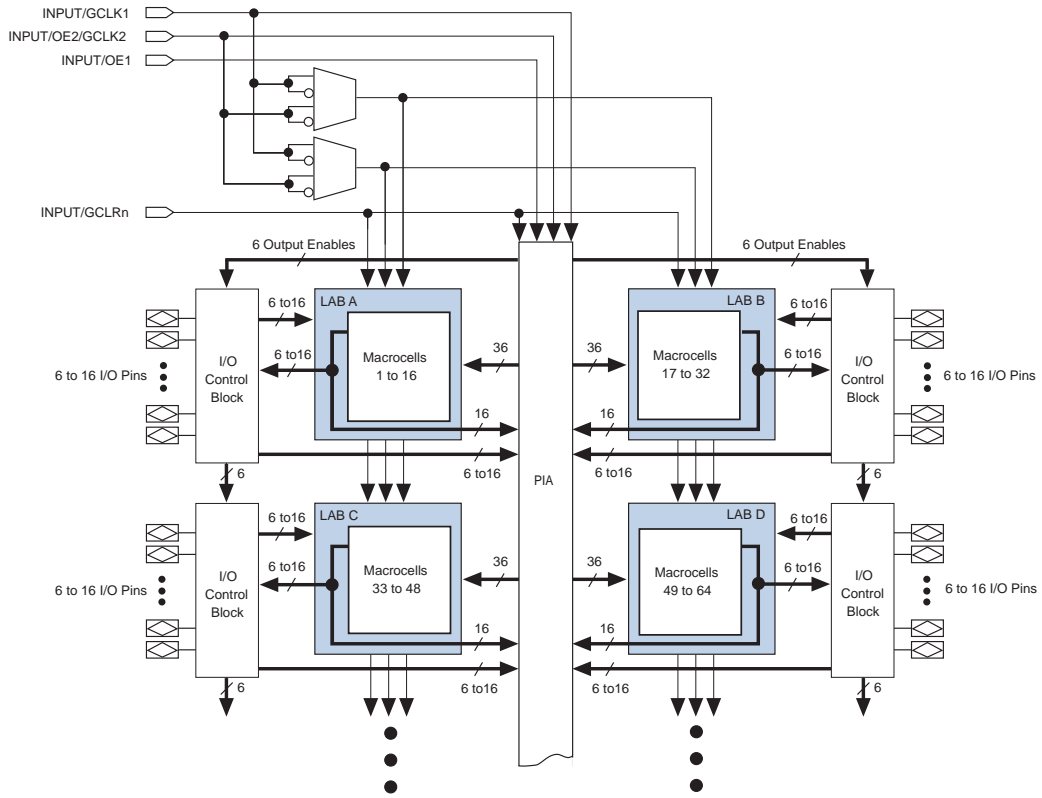 INPUT/GCLK1
INPUT/OE2/GCLK2
INPUT/OE1
INPUT/GCLRn
6 Output Enables
6 Output Enables
6 to16
LAB A
LAB B
6 to16
I/O
Control
Block
6 to16
Macrocells
1 to 16
36
36
Macrocells
17 to 32
6 to16
I/O
Control
Block
6 to 16 I/O Pins
6 to 16 I/O Pins
16
16
6 to16
6 to16
PIA
6
6
6 to16
LAB C
LAB D
6 to16
I/O
Control
Block
6 to16
Macrocells
33 to 48
36
36
Macrocells
49 to 64
6 to16
I/O
Control
Block
6 to 16 I/O Pins
6 to 16 I/O Pins
16
16
6 to16
6 to16
6
6